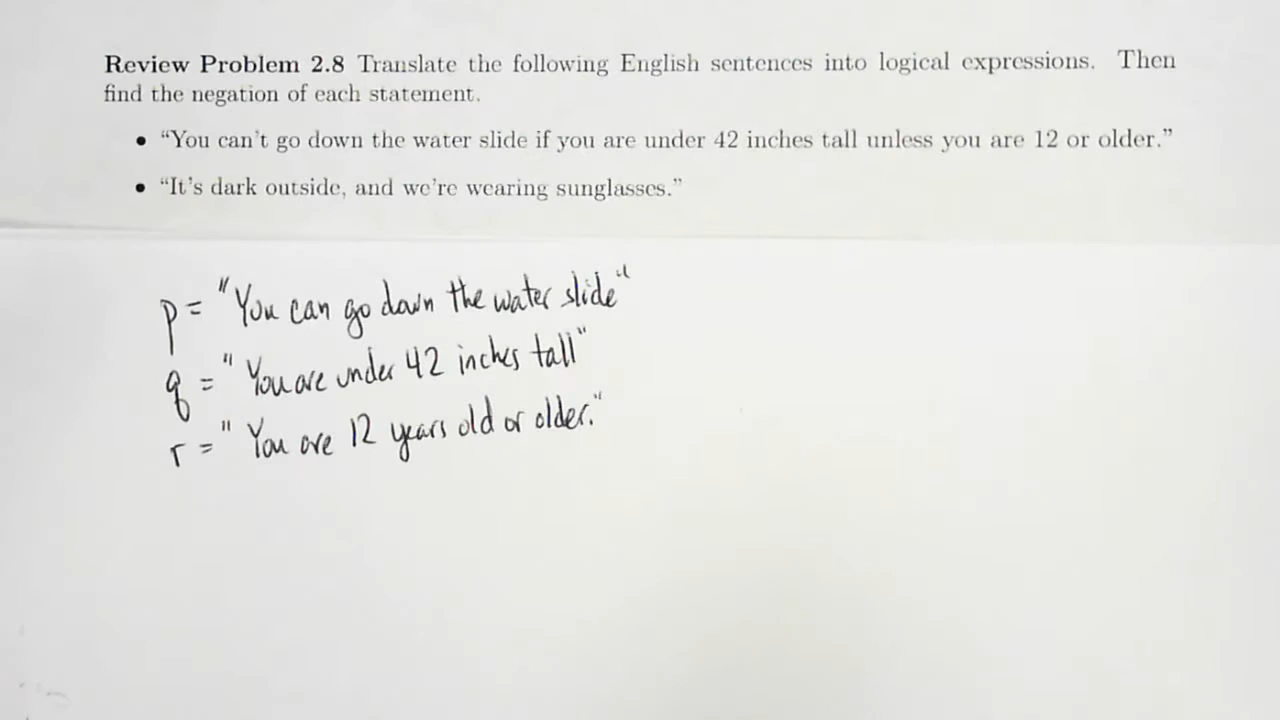 Review Problem 2.8 Translate the following English sentences into logical expressions. Then
find the negation of each statement.
• “You can’t go down the water slide if you are under 42 inches tall unless you are 12 or older.”
• “It’s dark outside, and we’re wearing sunglasses.”
p = "You can go down the water slide"
q = "You are under 42 inches tall"
r = "You are 12 years old or older."